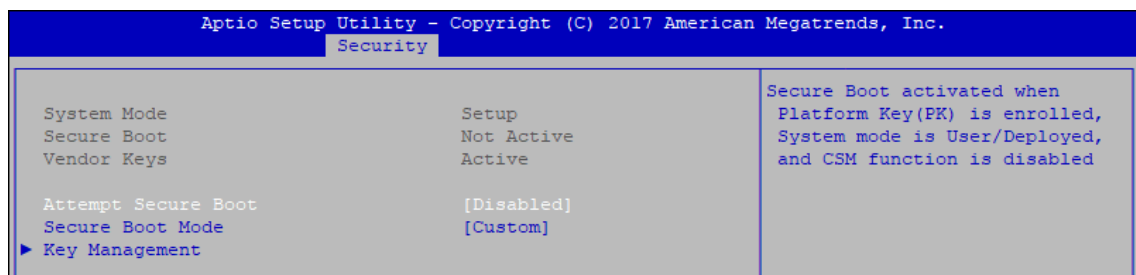 Aptio Setup Utility – Copyright (C) 2017 American Megatrends, Inc.
Security
System Mode Setup
Secure Boot Not Active
Vendor Keys Active
Attempt Secure Boot [Disabled]
Secure Boot Mode [Custom]
► Key Management
Secure Boot activated when
Platform Key(PK) is enrolled,
System mode is User/Deployed,
and CSM function is disabled